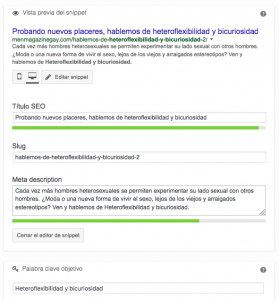 Vista previa del snippet
Probando nuevos placeres, hablemos de heteroflexibilidad y bicuriosidad
menmagazinegay.com/hablemos-de-heteroflexibilidad-y-bicuriosidad-2/
Cada vez más hombres heterosexuales se permiten experimentar su lado sexual con otros hombres.
¿Moda o una nueva forma de vivir el sexo, lejos de los viejos y arraigados estereotipos? Ven y hablemos
de Heteroflexibilidad y bicuriosidad.
Editar snippet
Título SEO
Probando nuevos placeres, hablemos de heteroflexibilidad y bicuriosidad
Slug
hablemos-de-heteroflexibilidad-y-bicuriosidad-2
Meta description
Cada vez más hombres heterosexuales se permiten experimentar su lado sexual con otros
hombres. ¿Moda o una nueva forma de vivir el sexo, lejos de los viejos y arraigados
estereotipos? Ven y hablemos de Heteroflexibilidad y bicuriosidad.
Cerrar el editor de snippet
Palabra clave objetivo
Heteroflexibilidad y bicuriosidad